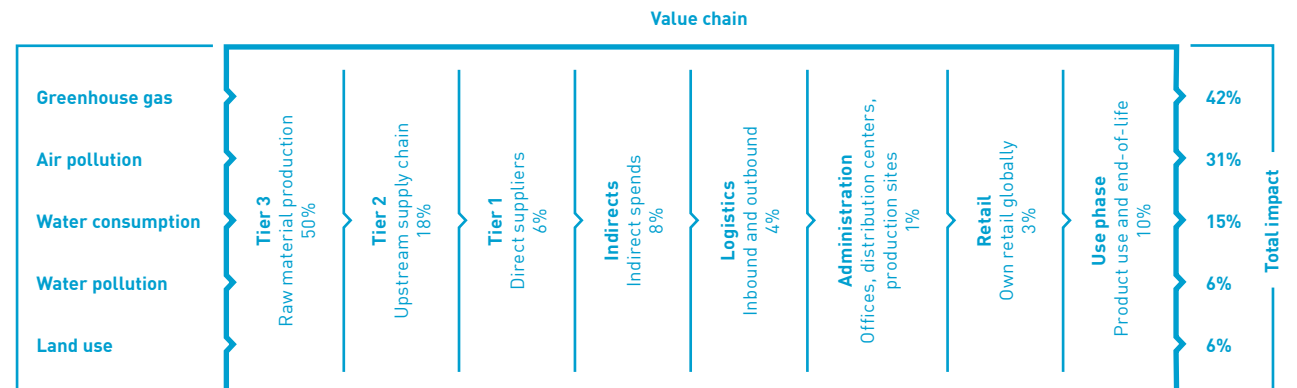 Value chain
Greenhouse gas
Air pollution
Water consumption
Water pollution
Land use
Tier 3
Raw material production
50%
Tier 2
Upstream supply chain
18%
Tier 1
Direct suppliers
6%
Indirects
Indirect spends
8%
Logistics
Inbound and outbound
4%
Administration
Offices, distribution centers,
production sites
1%
Retail
Own retail globally
3%
Use phase
Product use and end-of-life
10%
42%
31%
15%
6%
6%
Total impact